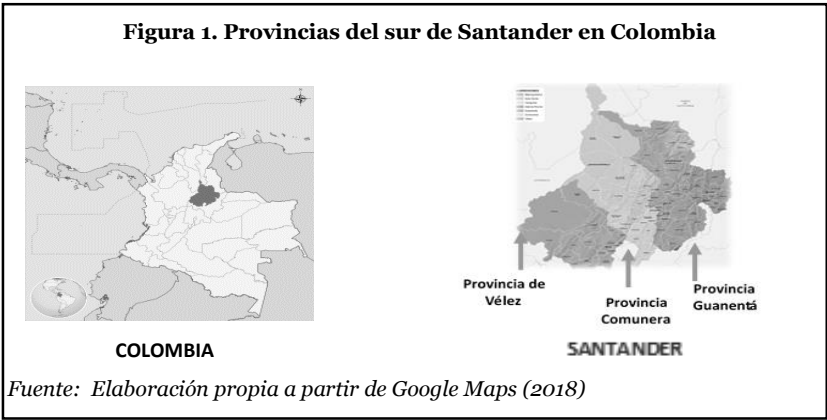 Figura 1. Provincias del sur de Santander en Colombia
Provincia de
Vélez
Provincia
Comunera
Provincia
Guanentá
COLOMBIA
SANTANDER
Fuente: Elaboración propia a partir de Google Maps (2018)